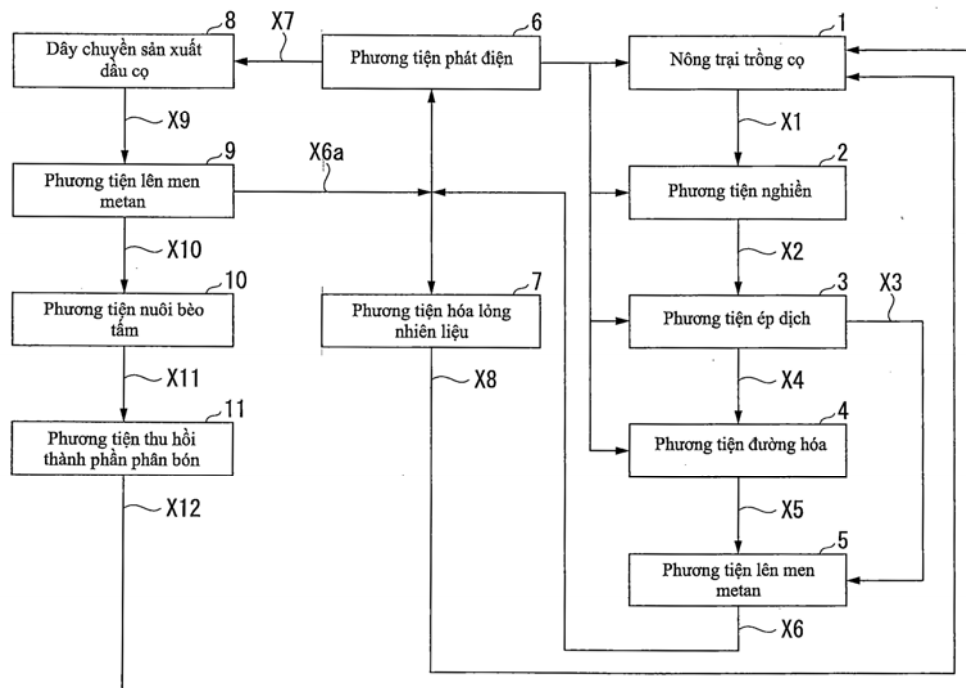 8
Dây chuyền sản xuất
dầu cọ
X7
6
Phương tiện phát điện
1
Nông trại trồng cọ
X9
X1
9
Phương tiện lên men
metan
X6a
2
Phương tiện nghiền
X10
X2
10
Phương tiện nuôi bèo
tấm
7
Phương tiện hóa lỏng
nhiên liệu
3
Phương tiện ép dịch
X3
X11
X8
X4
11
Phương tiện thu hồi
thành phần phân bón
4
Phương tiện đường hóa
X12
X5
5
Phương tiện lên men
metan
X6